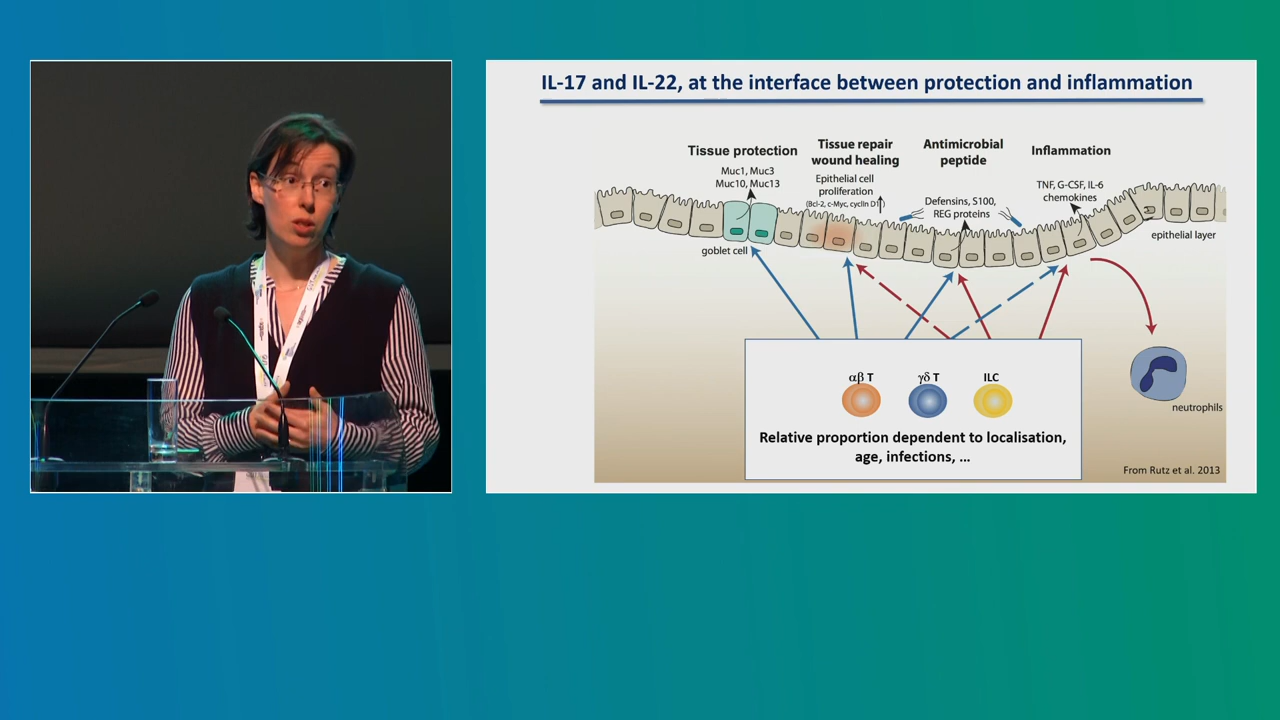 IL-17 and IL-22, at the interface between protection and inflammation
Tissue protection
Muc1, Muc3
Muc10, Muc13
Tissue repair
wound healing
Epithelial cell
proliferation
(Bcl-2, c-Myc, cyclin D1)
Antimicrobial
peptide
Defensins, S100,
REG proteins
Inflammation
TNF, G-CSF, IL-6
chemokines
goblet cell
epithelial layer
αβ T
γδ T
ILC
neutrophils
Relative proportion dependent to localisation,
age, infections, ...
From Rutz et al. 2013